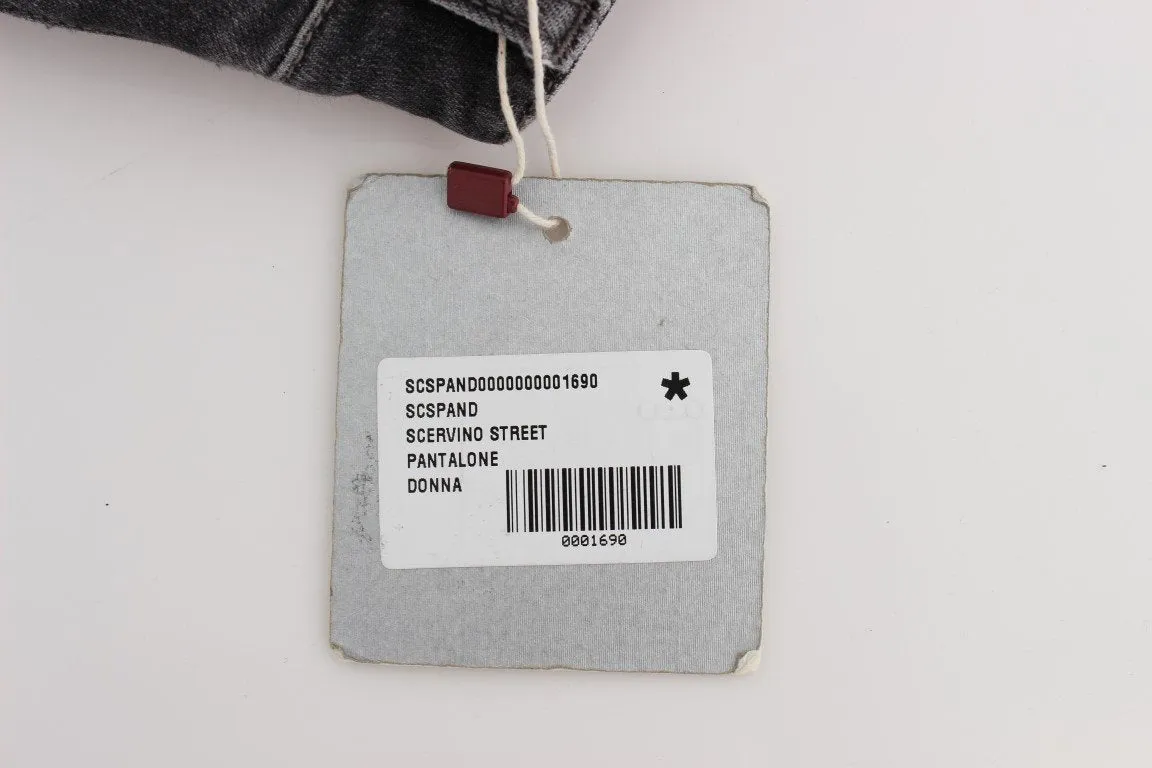 SCSPAND0000000001690
*
SCSPAND
SCERVINO STREET
PANTALONE
DONNA
0001690